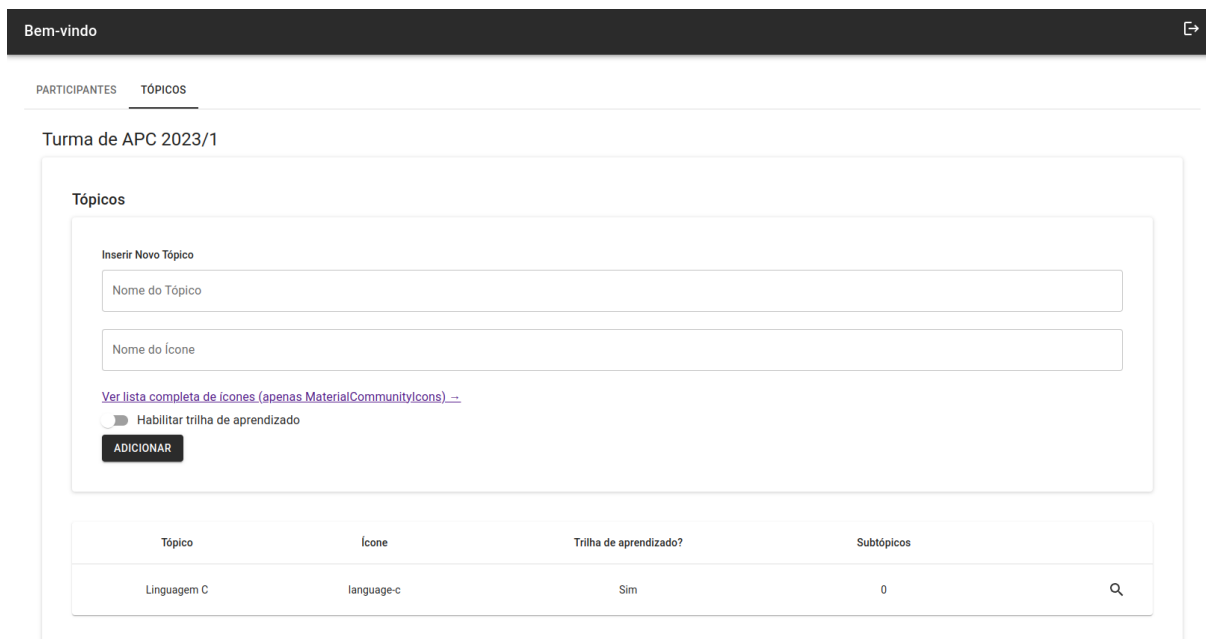 Bem-vindo
PARTICIPANTES TÓPICOS
Turma de APC 2023/1
Tópicos
Inserir Novo Tópico
Nome do Tópico
Nome do Ícone
Ver lista completa de ícones (apenas MaterialCommunityIcons) →
Habilitar trilha de aprendizado
ADICIONAR
Tópico Ícone Trilha de aprendizado? Subtópicos
Linguagem C language-c Sim 0